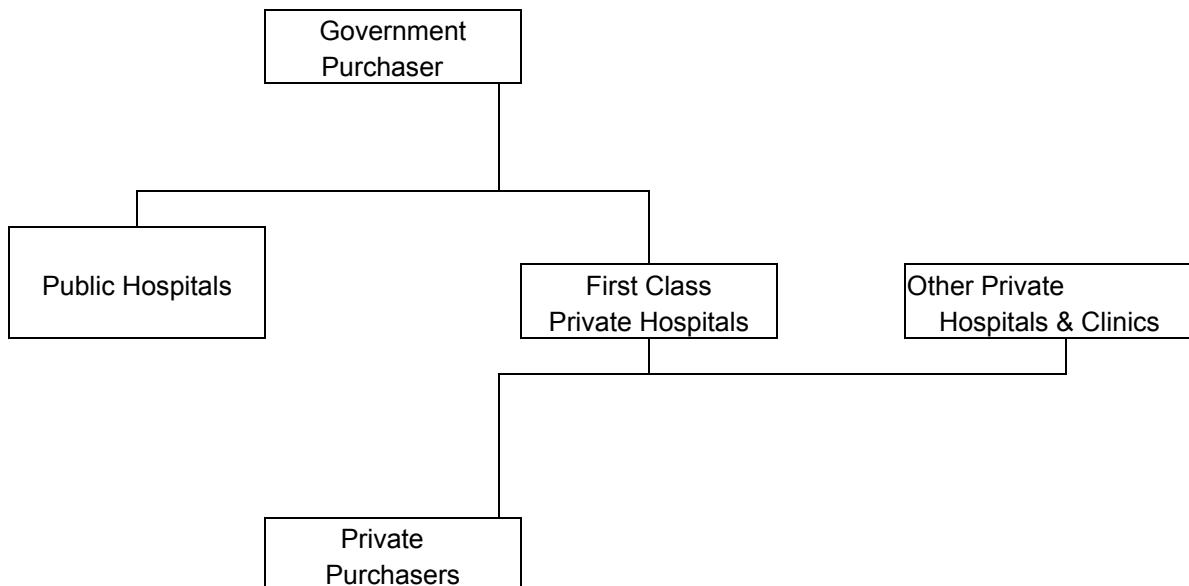 Government
Purchaser
Public Hospitals
First Class
Private Hospitals
Other Private
Hospitals & Clinics
Private
Purchasers